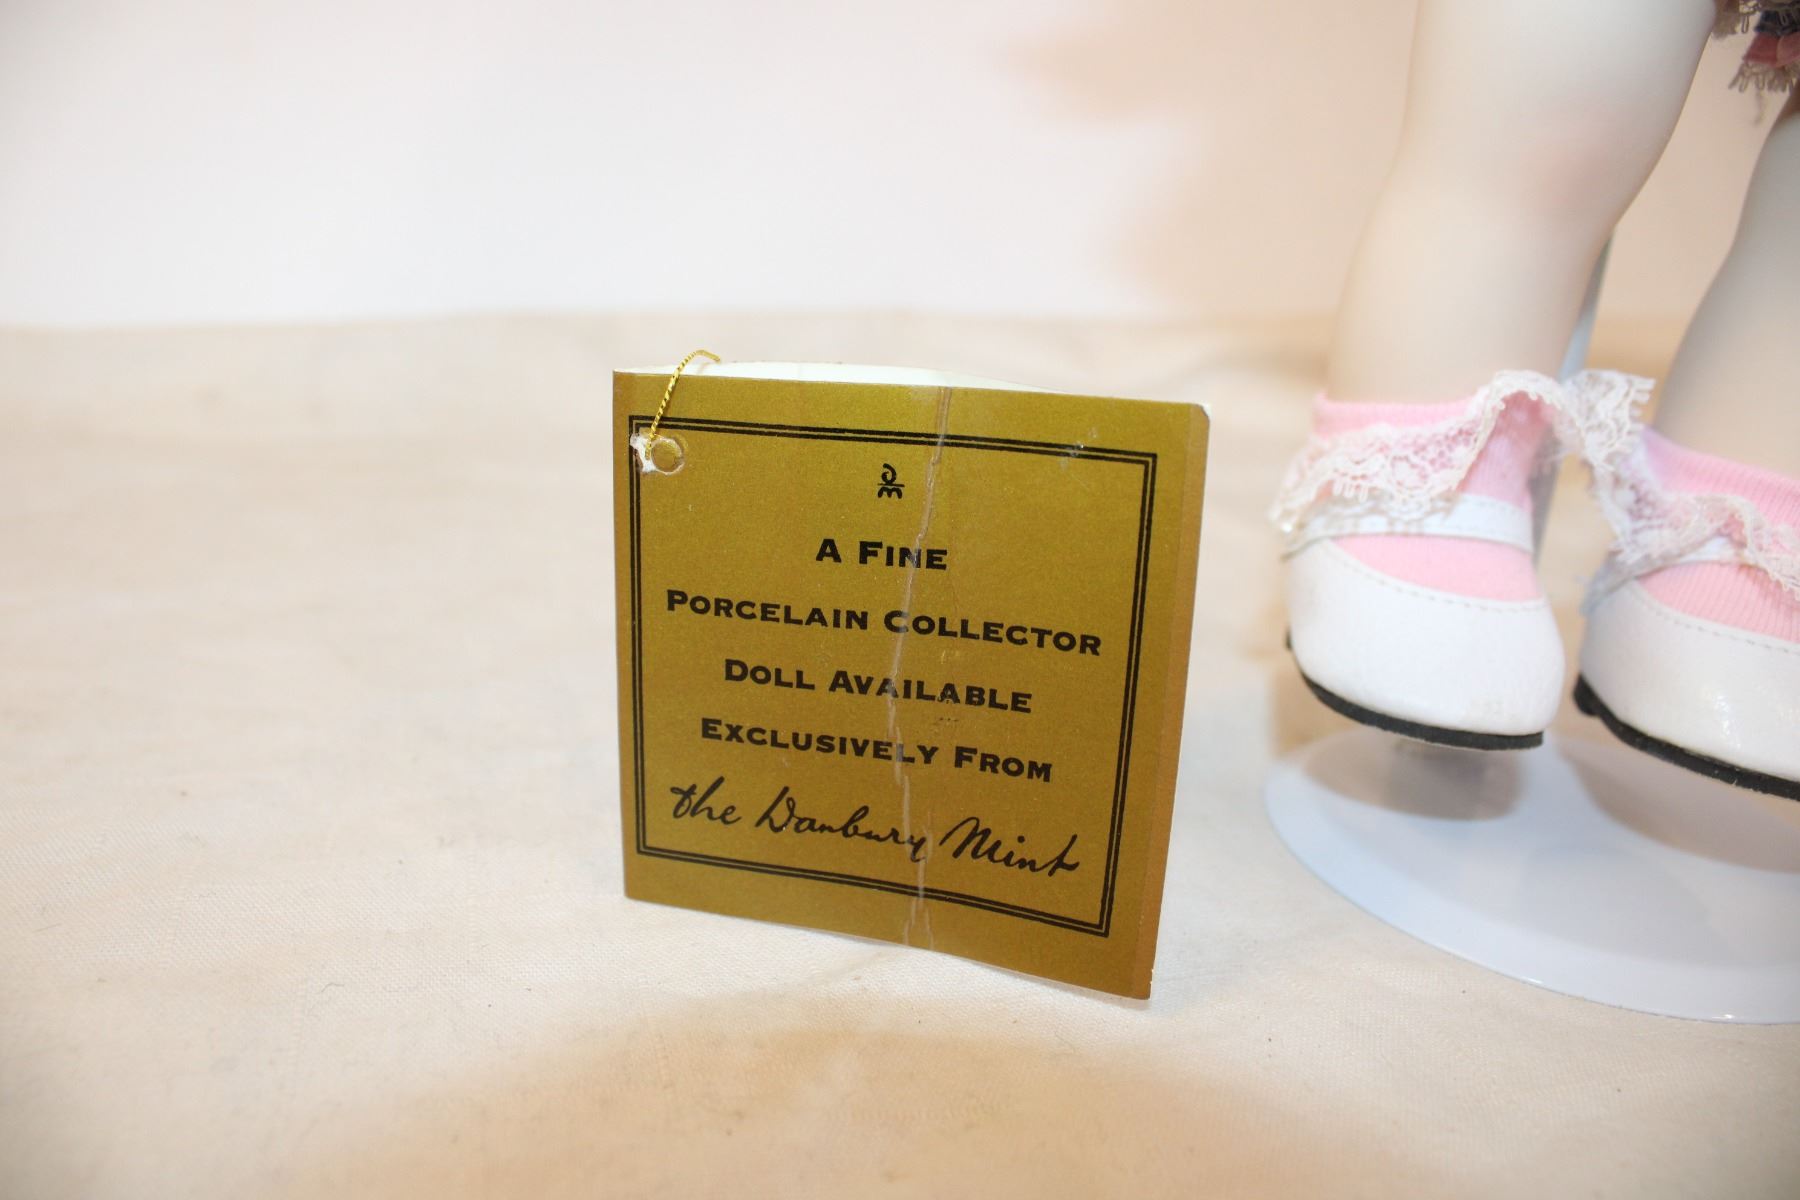 A FINE
PORCELAIN COLLECTOR
DOLL AVAILABLE
EXCLUSIVELY FROM
the Danbury Mint